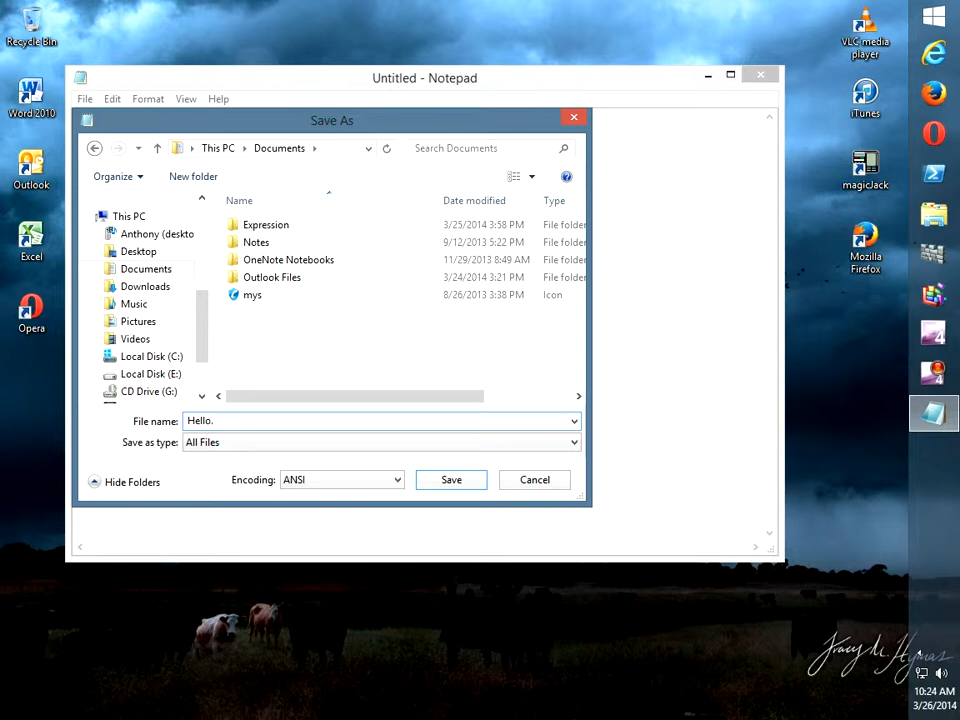 Recycle Bin
Word 2010
Outlook
Excel
Opera
Untitled - Notepad
File Edit Format View Help
Save As
This PC Documents
Search Documents
Organize New folder
Name Date modified Type
This PC
Anthony (deskto
Desktop
Documents
Downloads
Music
Pictures
Videos
Local Disk (C:)
Local Disk (E:)
CD Drive (G:)
Expression 3/25/2014 3:58 PM File folder
Notes 9/12/2013 5:22 PM File folder
OneNote Notebooks 11/29/2013 8:49 AM File folder
Outlook Files 3/24/2014 3:21 PM File folder
mys 8/26/2013 3:38 PM Icon
File name: Hello.
Save as type: All Files
Hide Folders Encoding: ANSI Save Cancel
VLC media
player
iTunes
magicJack
Mozilla
Firefox
4
4
Tracy M. Hymas
10:24 AM
3/26/2014